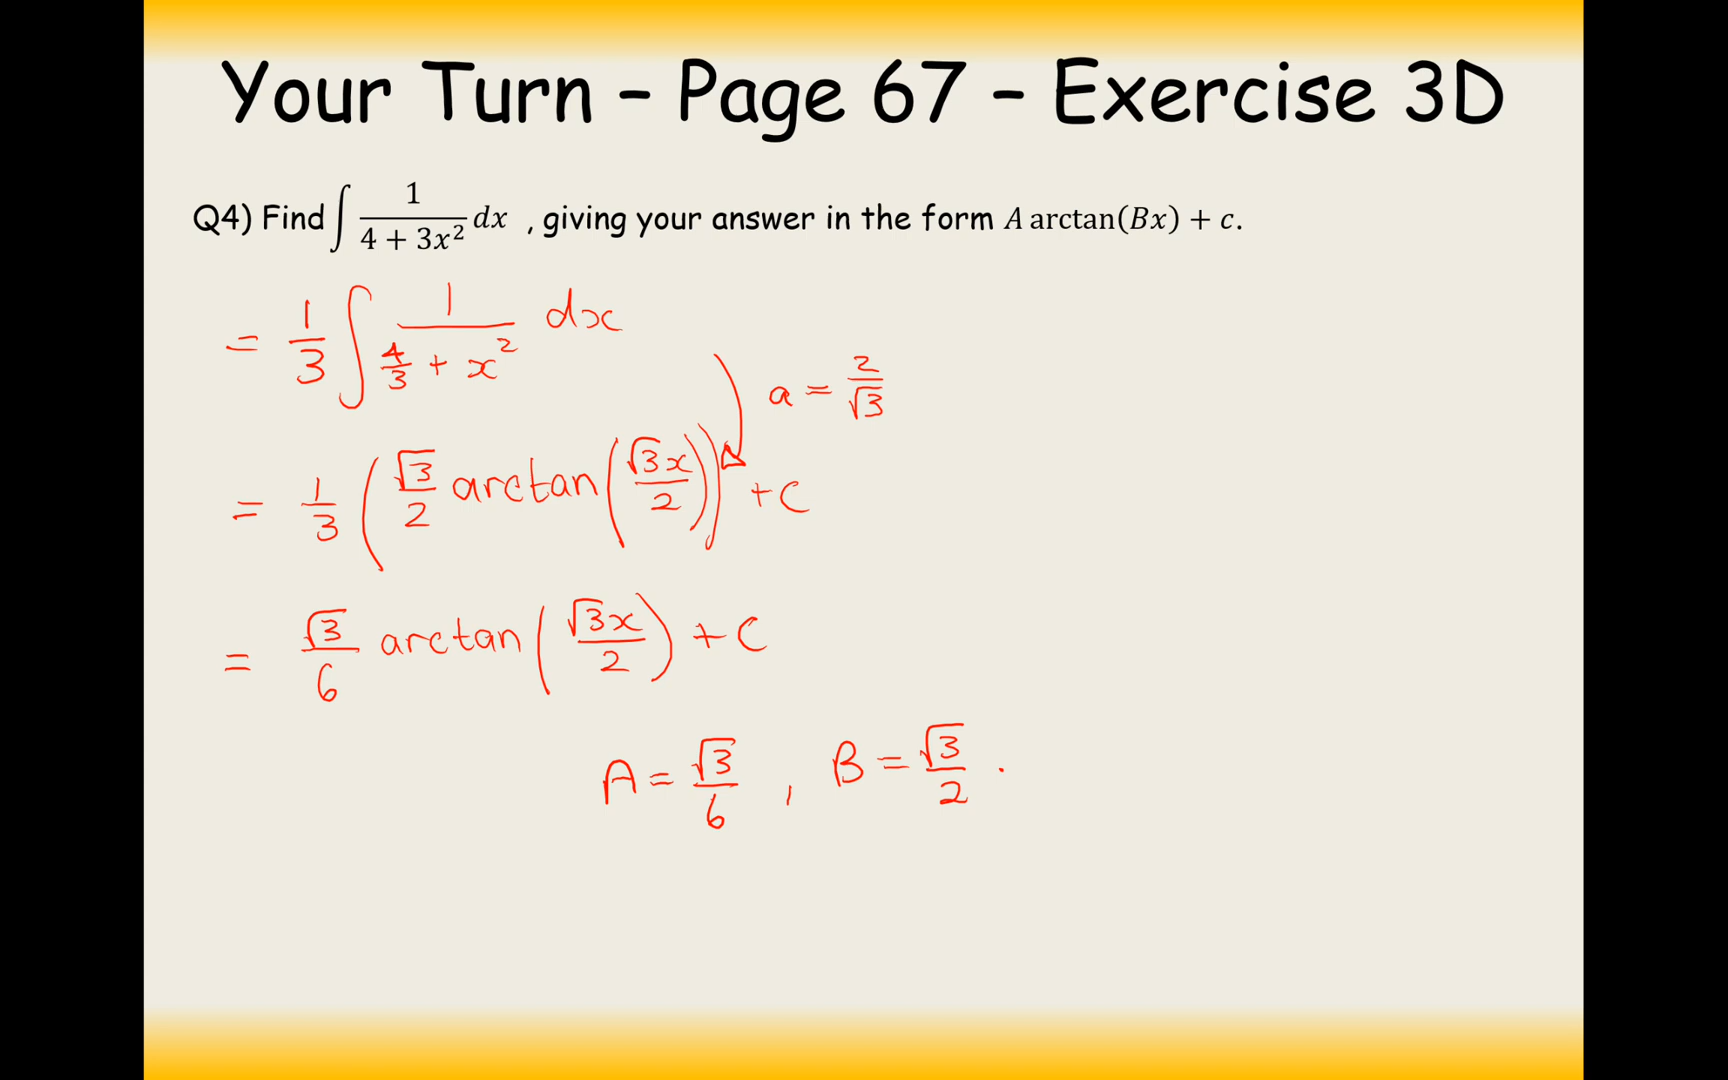 Your Turn – Page 67 – Exercise 3D
Q4) Find ∫ 1/(4 + 3x²) dx , giving your answer in the form A arctan(Bx) + c.
= 1/3 ∫ 1/(4/3 + x²) dx
a = 2/√3
= 1/3 (√3/2 arctan(√3x/2)) + C
= √3/6 arctan(√3x/2) + C
A = √3/6 , B = √3/2 .